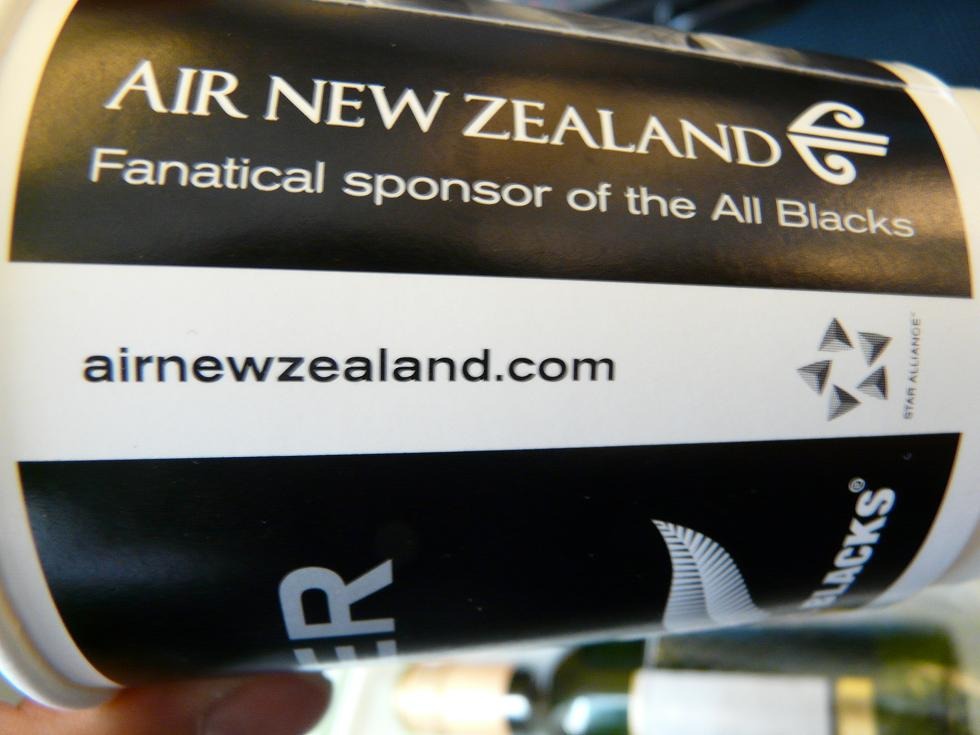 AIR NEW ZEALAND
Fanatical sponsor of the All Blacks
airnewzealand.com
STAR ALLIANCE
ER
BLACKS®